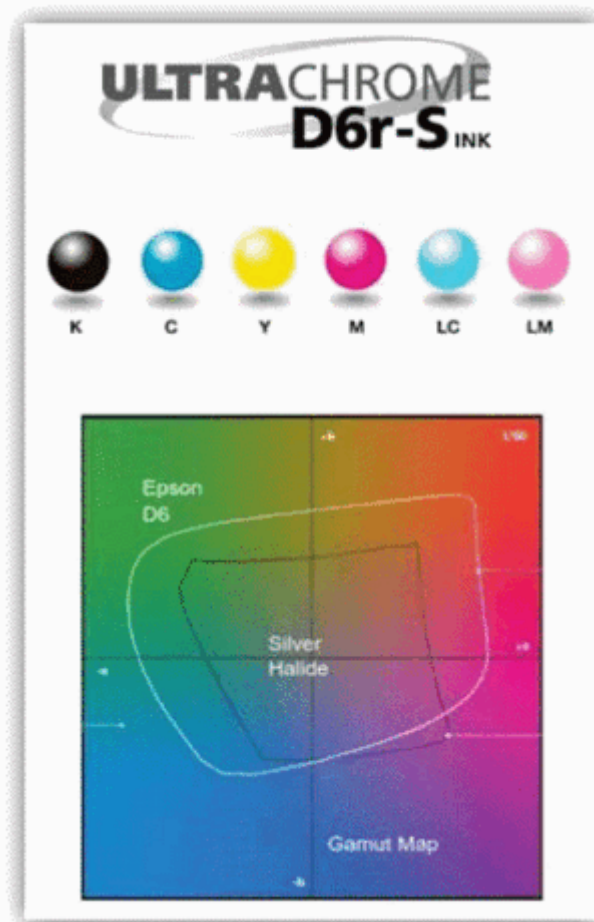 ULTRACHROME
D6r-S INK
K C Y M LC LM
+b
Epson
D6
Silver
Halide
-a
Gamut Map
-b